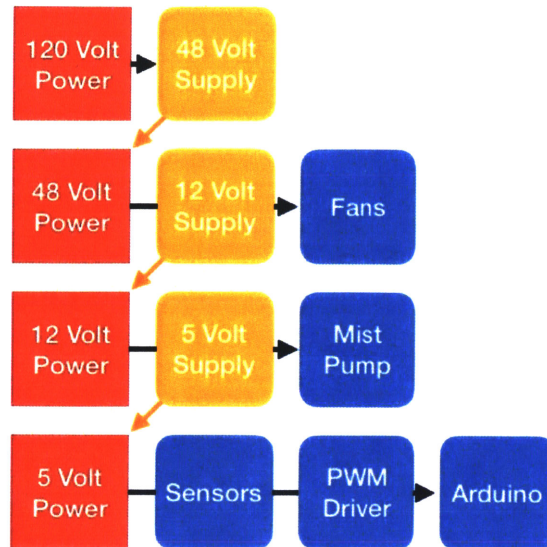 120 Volt
Power
48 Volt
Supply
48 Volt
Power
12 Volt
Supply
Fans
12 Volt
Power
5 Volt
Supply
Mist
Pump
5 Volt
Power
Sensors
PWM
Driver
Arduino